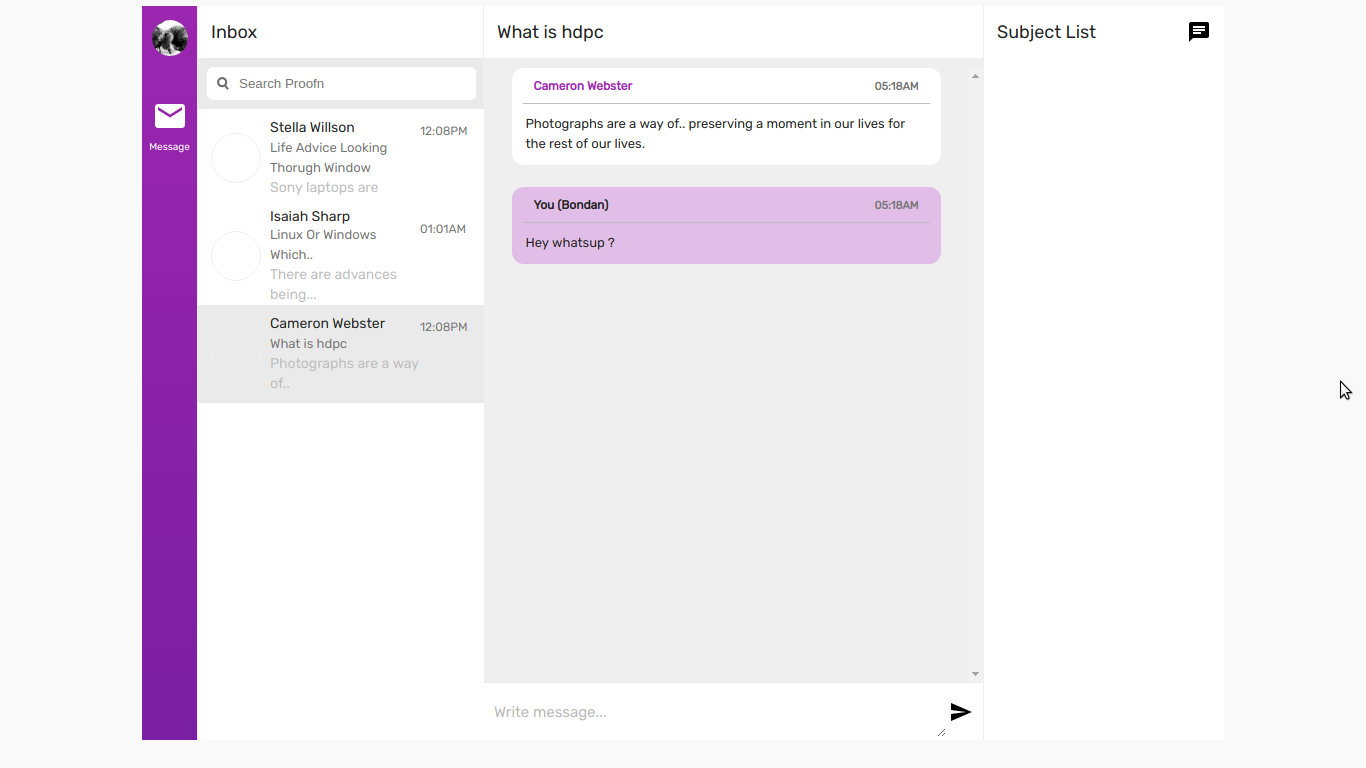 Message
Inbox
Search Proofn
Stella Willson
12:08PM
Life Advice Looking
Thorugh Window
Sony laptops are
Isaiah Sharp
01:01AM
Linux Or Windows
Which..
There are advances
being...
Cameron Webster
12:08PM
What is hdpc
Photographs are a way
of..
What is hdpc
Cameron Webster
05:18AM
Photographs are a way of.. preserving a moment in our lives for
the rest of our lives.
You (Bondan)
05:18AM
Hey whatsup ?
Write message...
Subject List